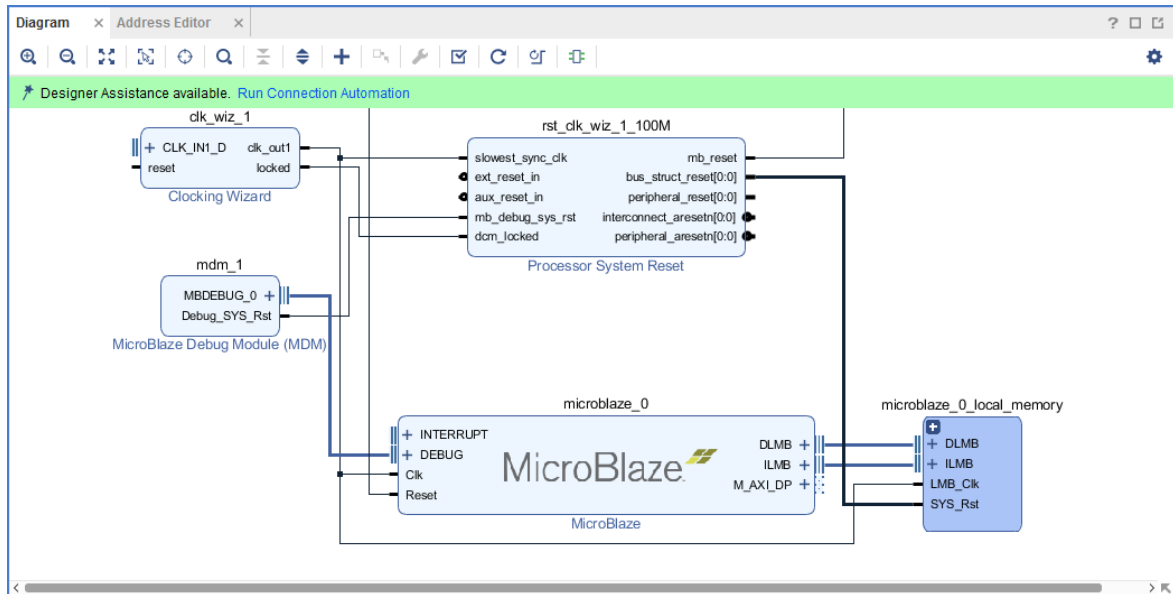 Diagram × Address Editor ×
Designer Assistance available. Run Connection Automation
clk_wiz_1
CLK_IN1_D clk_out1
reset locked
Clocking Wizard
rst_clk_wiz_1_100M
slowest_sync_clk mb_reset
ext_reset_in bus_struct_reset[0:0]
aux_reset_in peripheral_reset[0:0]
mb_debug_sys_rst interconnect_aresetn[0:0]
dcm_locked peripheral_aresetn[0:0]
Processor System Reset
mdm_1
MBDEBUG_0
Debug_SYS_Rst
MicroBlaze Debug Module (MDM)
microblaze_0
INTERRUPT
DEBUG DLMB
Clk ILMB
Reset M_AXI_DP
MicroBlaze
MicroBlaze
microblaze_0_local_memory
DLMB
ILMB
LMB_Clk
SYS_Rst